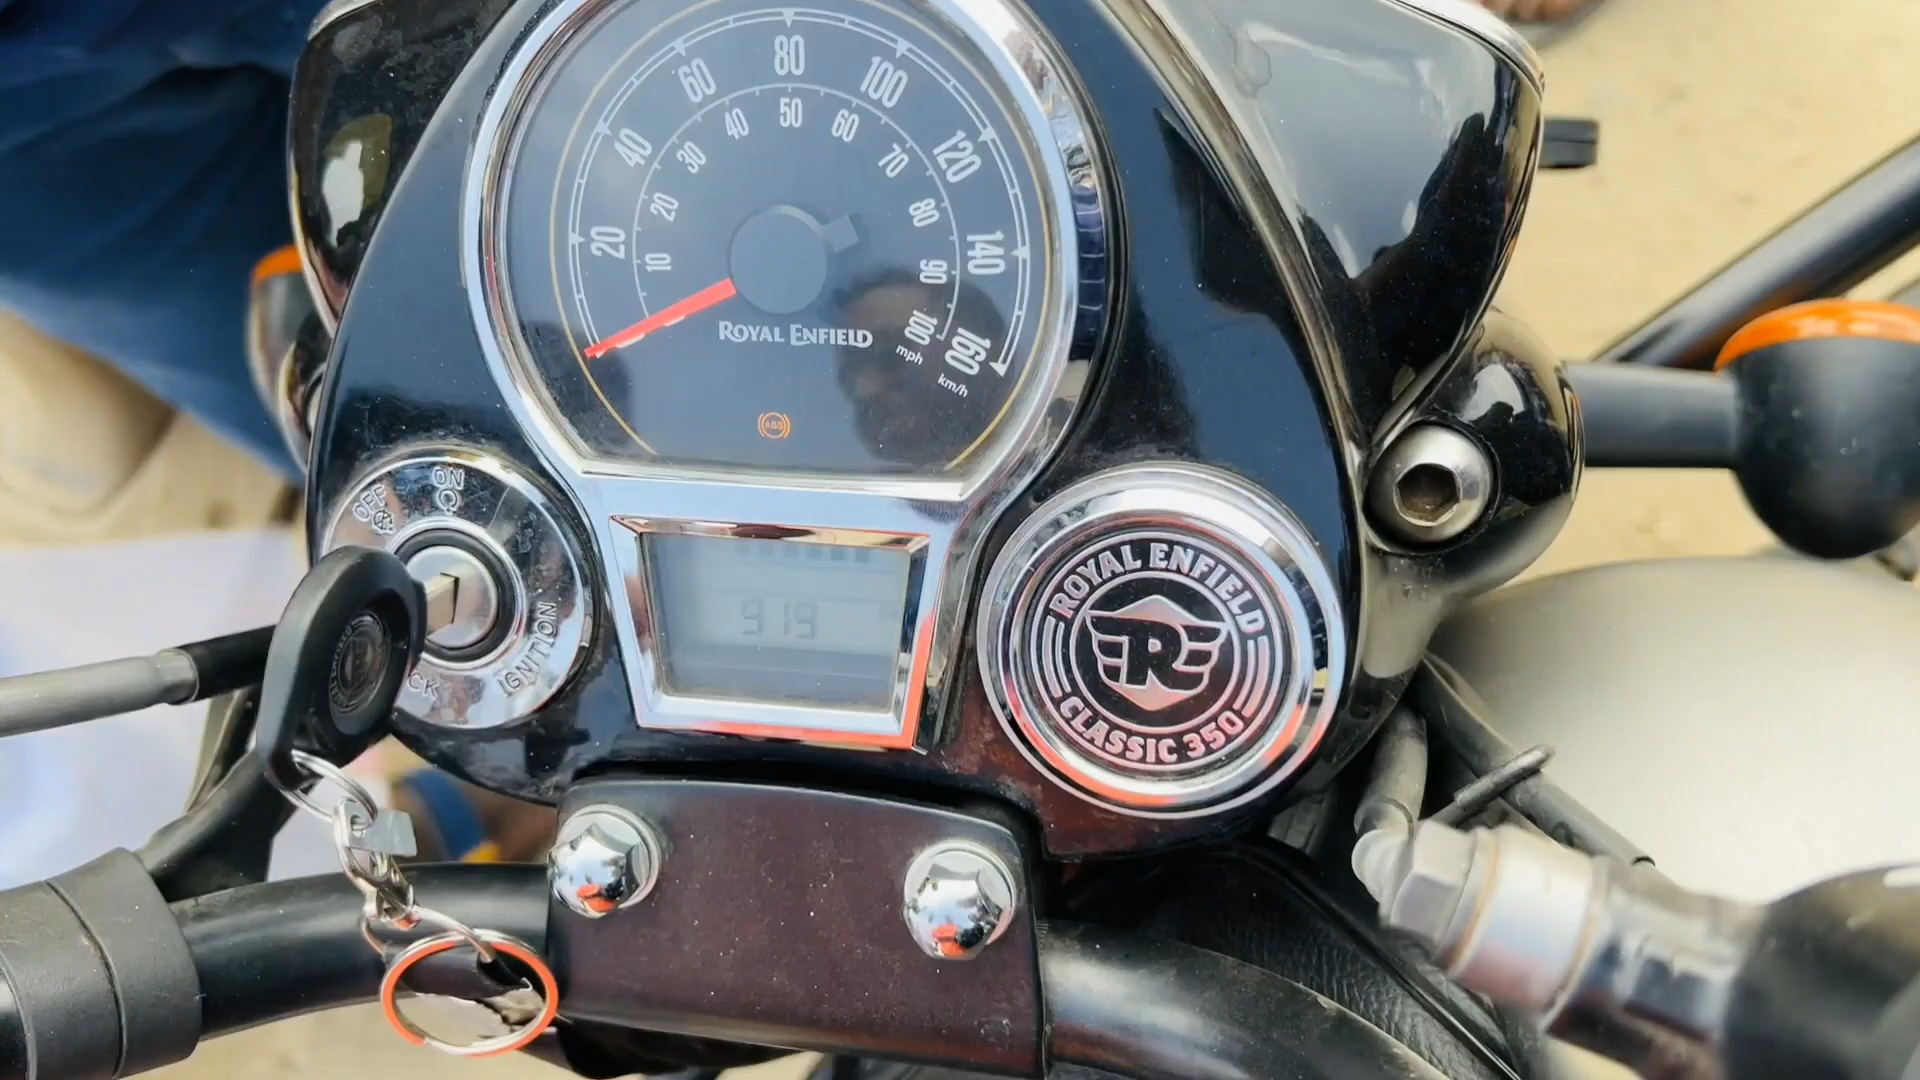 80
60
100
40
120
20
140
160
km/h
50
40
60
30
70
20
80
10
90
100
mph
ROYAL ENFIELD
ABS
ON
OFF
IGNITION
CK
919
ROYAL ENFIELD
R
CLASSIC 350